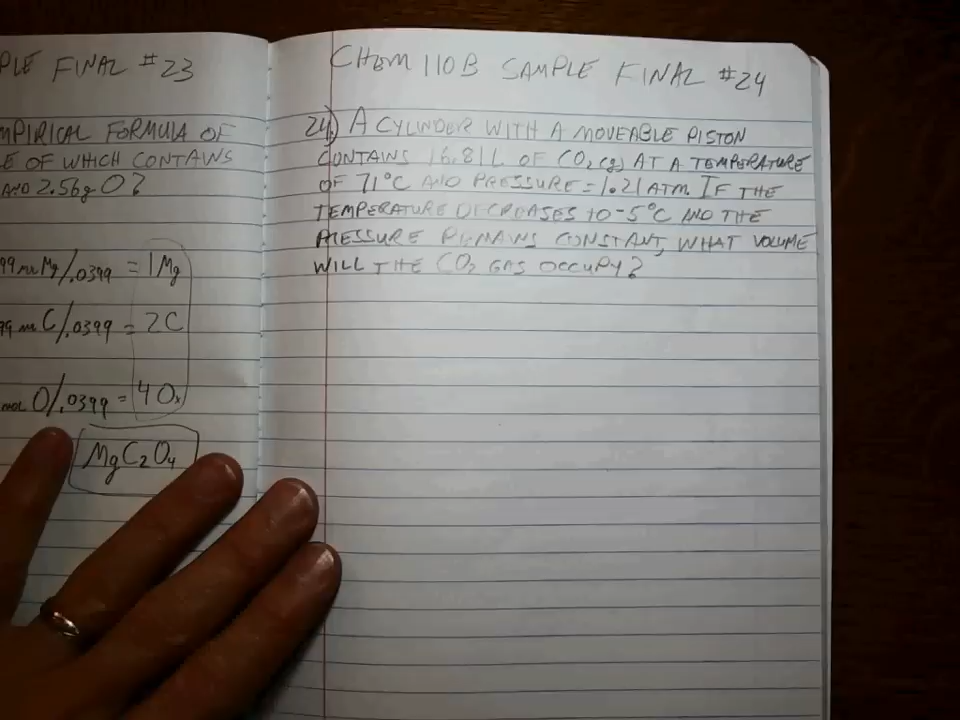 PLE FINAL #23
MPIRICAL FORMULA OF
E OF WHICH CONTAINS
AND 2.56g O?
99 mol Mg/.0399 = 1Mg
99 mol C/.0399 = 2C
mol O/.0399 = 4 Ox
MgC2O4
CHEM 110B SAMPLE FINAL #24
24) A CYLINDER WITH A MOVEABLE PISTON
CONTAINS 16.81L OF CO2(g) AT A TEMPERATURE
OF 71°C AND PRESSURE = 1.21 ATM. IF THE
TEMPERATURE DECREASES TO -5°C AND THE
PRESSURE REMAINS CONSTANT, WHAT VOLUME
WILL THE CO2 GAS OCCUPY?